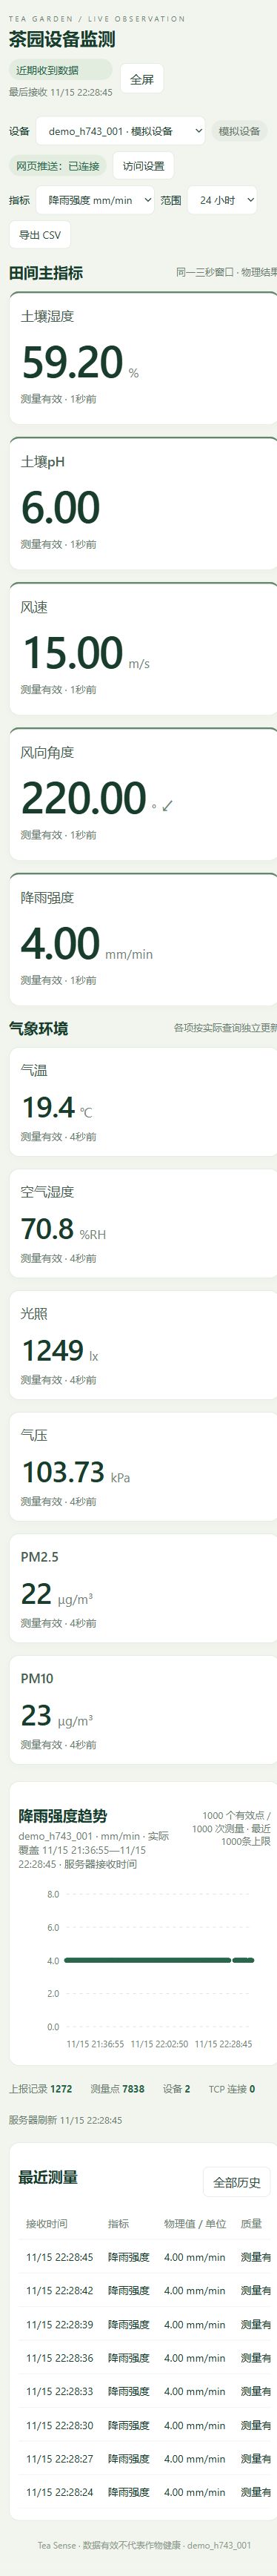 TEA GARDEN / LIVE OBSERVATION
茶园设备监测
近期收到数据
最后接收 11/15 22:28:45
全屏
设备 demo_h743_001 · 模拟设备 模拟设备
网页推送：已连接 访问设置
指标 降雨强度 mm/min 范围 24 小时
导出 CSV
田间主指标 同一三秒窗口 · 物理结果
土壤湿度
59.20 %
测量有效 · 1秒前
土壤pH
6.00
测量有效 · 1秒前
风速
15.00 m/s
测量有效 · 1秒前
风向角度
220.00 ° ↙
测量有效 · 1秒前
降雨强度
4.00 mm/min
测量有效 · 1秒前
气象环境 各项按实际查询独立更新
气温
19.4 ℃
测量有效 · 4秒前
空气湿度
70.8 %RH
测量有效 · 4秒前
光照
1249 lx
测量有效 · 4秒前
气压
103.73 kPa
测量有效 · 4秒前
PM2.5
22 μg/m³
测量有效 · 4秒前
PM10
23 μg/m³
测量有效 · 4秒前
降雨强度趋势
demo_h743_001 · mm/min · 实际
覆盖 11/15 21:36:55—11/15
22:28:45 · 服务器接收时间
1000 个有效点 /
1000 次测量 · 最近
1000条上限
8.0
6.0
4.0
2.0
0.0
11/15 21:36:55 11/15 22:02:50 11/15 22:28:45
上报记录 1272 测量点 7838 设备 2 TCP 连接 0
服务器刷新 11/15 22:28:45
最近测量 全部历史
接收时间 指标 物理值 / 单位 质量
11/15 22:28:45 降雨强度 4.00 mm/min 测量有
11/15 22:28:42 降雨强度 4.00 mm/min 测量有
11/15 22:28:39 降雨强度 4.00 mm/min 测量有
11/15 22:28:36 降雨强度 4.00 mm/min 测量有
11/15 22:28:33 降雨强度 4.00 mm/min 测量有
11/15 22:28:30 降雨强度 4.00 mm/min 测量有
11/15 22:28:27 降雨强度 4.00 mm/min 测量有
11/15 22:28:24 降雨强度 4.00 mm/min 测量有
Tea Sense · 数据有效不代表作物健康 · demo_h743_001